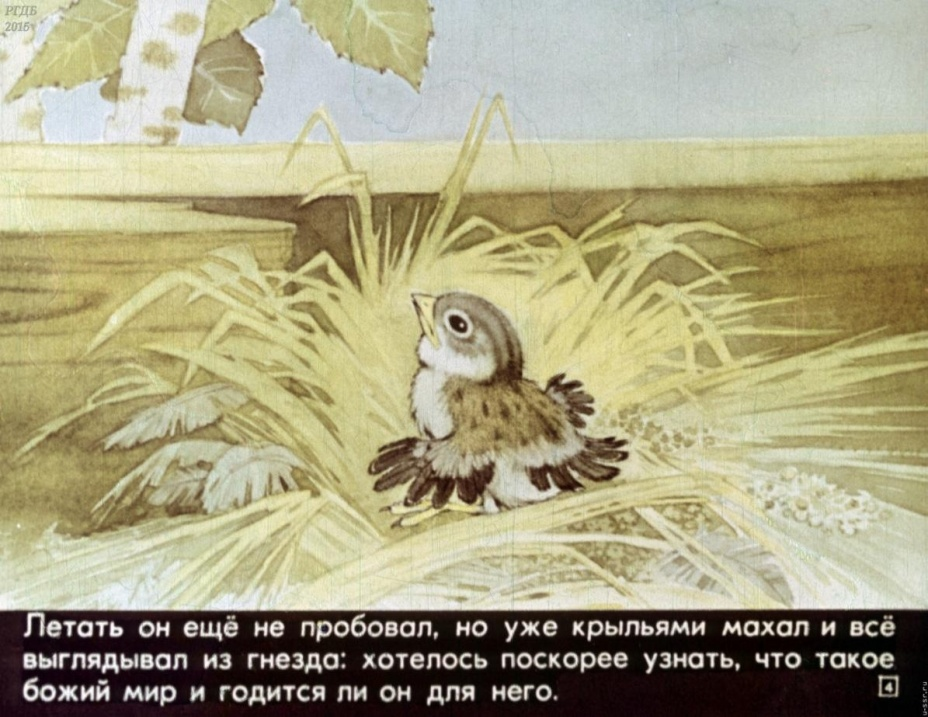 РГДБ
2015г
Летать он ещё не пробовал, но уже крыльями махал и всё
выглядывал из гнезда: хотелось поскорее узнать, что такое
божий мир и годится ли он для него.
4